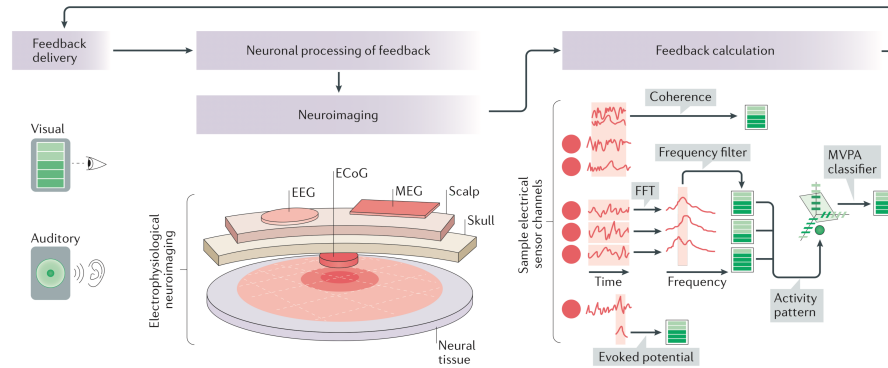 Feedback
delivery
Neuronal processing of feedback
Feedback calculation
Neuroimaging
Visual
Auditory
Electrophysiological
neuroimaging
EEG
ECoG
MEG
Scalp
Skull
Neural
tissue
Sample electrical
sensor channels
Coherence
Frequency filter
FFT
MVPA
classifier
Time
Frequency
Activity
pattern
Evoked potential